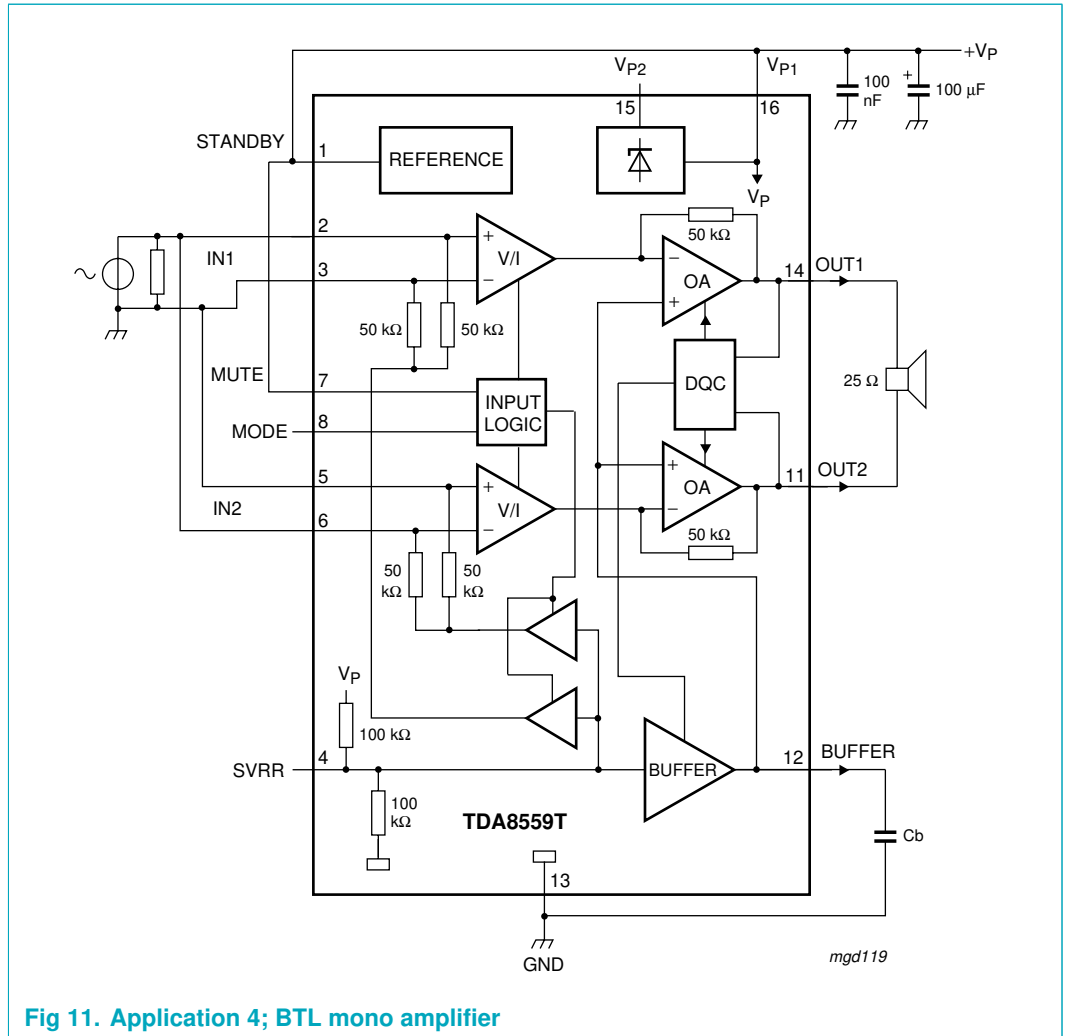 +VP
VP2
VP1
100 nF
+
100 µF
15
16
STANDBY
1
REFERENCE
VP
2
IN1
3
+
−
V/I
50 kΩ
50 kΩ
50 kΩ
−
+
OA
14
OUT1
MUTE
7
MODE
8
INPUT LOGIC
DQC
25 Ω
5
IN2
6
+
−
V/I
+
−
OA
11
OUT2
50 kΩ
50 kΩ
50 kΩ
VP
100 kΩ
SVRR
4
100 kΩ
BUFFER
12
BUFFER
TDA8559T
Cb
13
GND
mgd119
Fig 11. Application 4; BTL mono amplifier